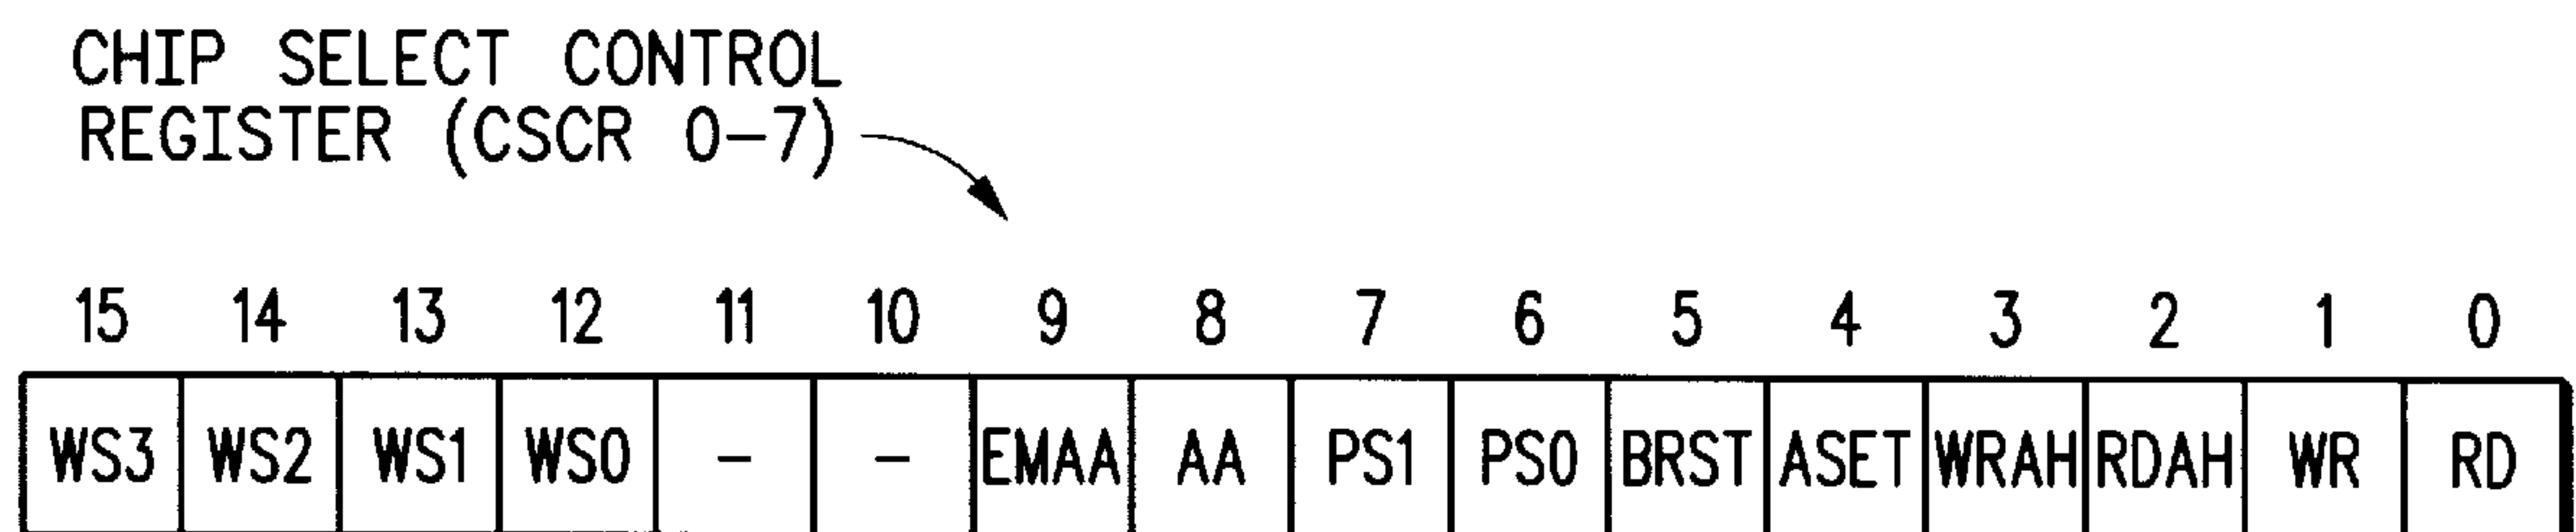 CHIP SELECT CONTROL
REGISTER (CSCR 0-7)
15 14 13 12 11 10 9 8 7 6 5 4 3 2 1 0
WS3 WS2 WS1 WS0 - - EMAA AA PS1 PS0 BRST ASET WRAH RDAH WR RD